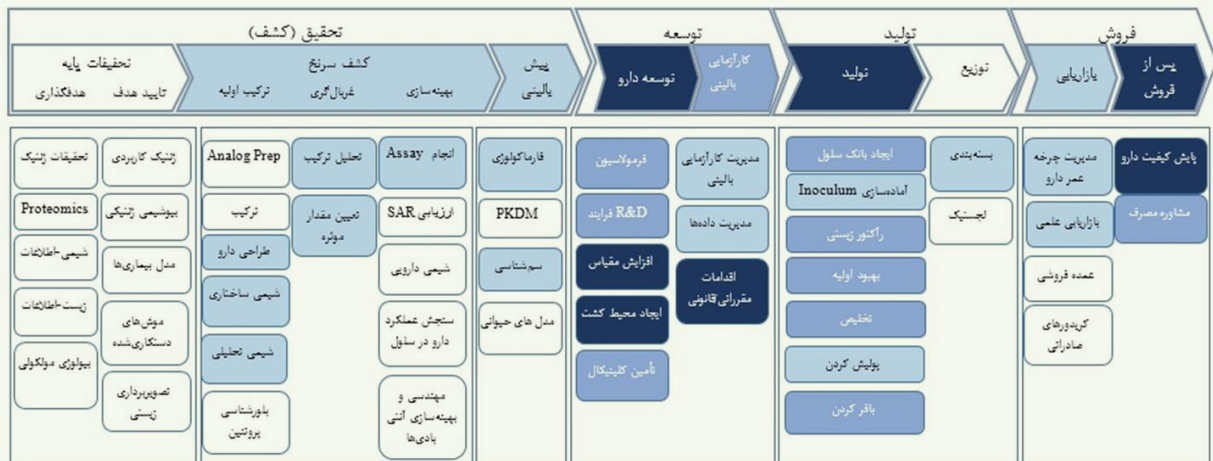 تحقیق (کشف)
توسعه
تولید
فروش
تحقیقات پایه
هدفگذاری
تایید هدف
کشف سرنخ
ترکیب اولیه
غربال‌گری
بهینه‌سازی
پیش
بالینی
توسعه دارو
کارآزمایی
بالینی
تولید
توزیع
بازاریابی
پس از
فروش
تحقیقات ژنتیک
Proteomics
شیمی-اطلاعات
زیست-اطلاعات
بیولوژی مولکولی
ژنتیک کاربردی
بیوشیمی ژنتیکی
مدل بیماری‌ها
موش‌های
دستکاری‌شده
تصویربرداری
زیستی
Analog Prep
ترکیب
طراحی دارو
شیمی ساختاری
شیمی تحلیلی
بلورشناسی
پروتئین
تحلیل ترکیب
تعیین مقدار
موثره
انجام Assay
ارزیابی SAR
شیمی دارویی
سنجش عملکرد
دارو در سلول
مهندسی و
بهینه‌سازی آنتی
بادی‌ها
فارماکولوژی
PKDM
سم‌شناسی
مدل های حیوانی
فرمولاسیون
R&D فرایند
افزایش مقیاس
ایجاد محیط کشت
تأمین کلینیکال
مدیریت کارآزمایی
بالینی
مدیریت داده‌ها
اقدامات
مقرراتی/قانونی
ایجاد بانک سلول
آماده‌سازی Inoculum
رآکتور زیستی
بهبود اولیه
تخلیص
پولیش کردن
بافر کردن
بسته‌بندی
لجستیک
مدیریت چرخه
عمر دارو
بازاریابی علمی
عمده فروشی
کریدورهای
صادراتی
پایش کیفیت دارو
مشاوره مصرف